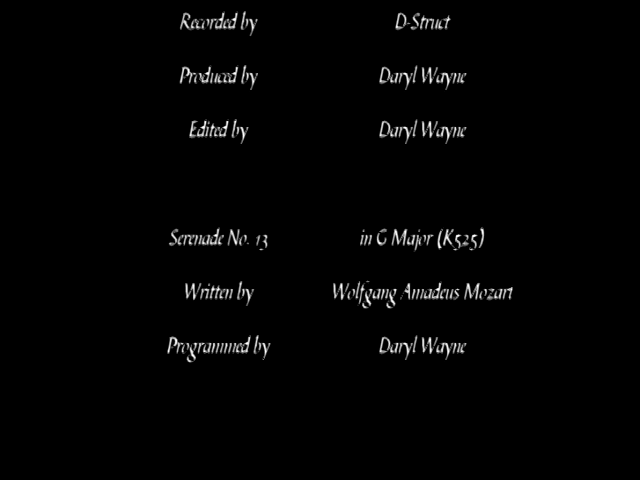 Recorded by D-Struct
Produced by Daryl Wayne
Edited by Daryl Wayne
Serenade No. 13 in G Major (K525)
Written by Wolfgang Amadeus Mozart
Programmed by Daryl Wayne